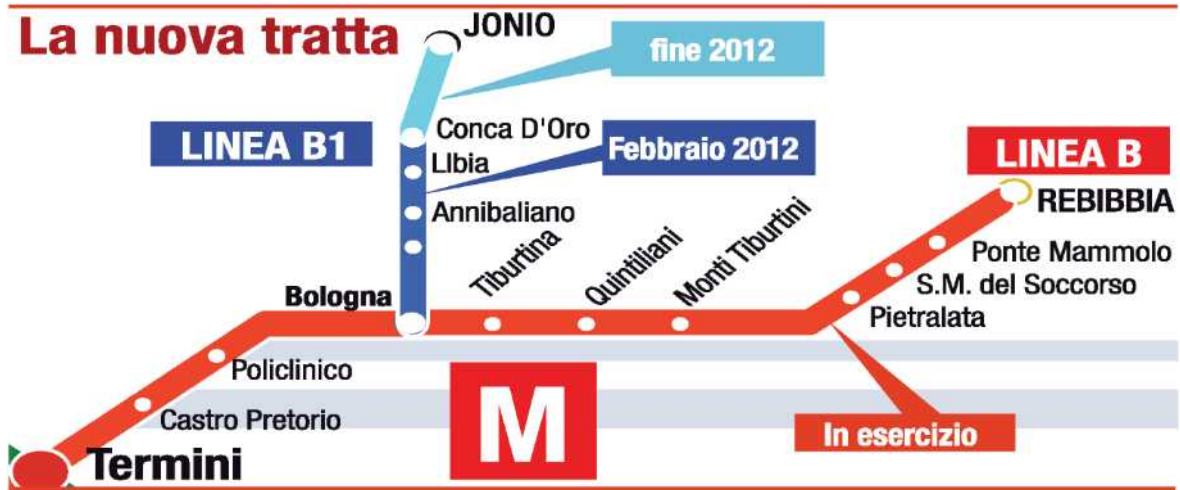 La nuova tratta
JONIO
fine 2012
LINEA B1
Conca D'Oro
LIbia
Febbraio 2012
LINEA B
Annibaliano
REBIBBIA
Tiburtina
Quintiliani
Monti Tiburtini
Ponte Mammolo
S.M. del Soccorso
Bologna
Pietralata
Policlinico
Castro Pretorio
M
In esercizio
Termini